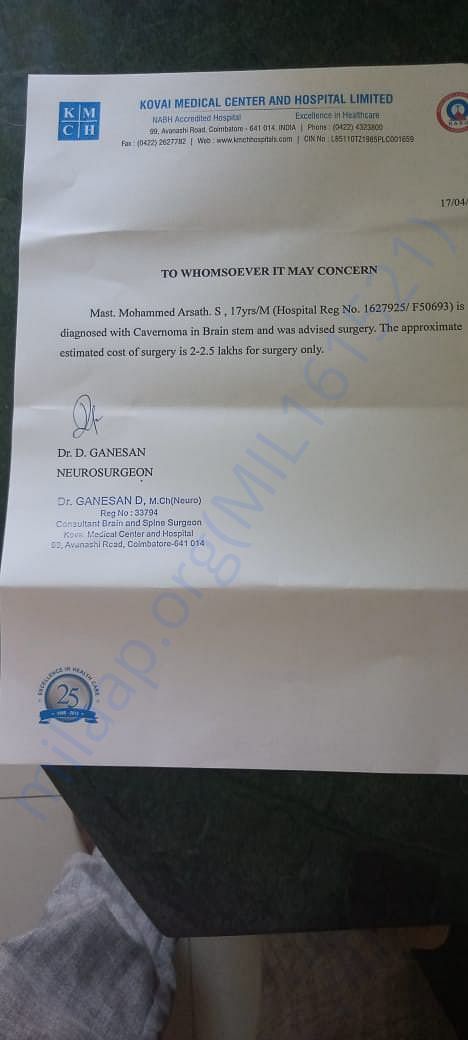 K M
C H
KOVAI MEDICAL CENTER AND HOSPITAL LIMITED
NABH Accredited Hospital Excellence in Healthcare
99, Avanashi Road, Coimbatore - 641 014. INDIA | Phone : (0422) 4323800
Fax : (0422) 2627782 | Web : www.kmchhospitals.com | CIN No : L85110TZ1985PLC001659
17/04/
TO WHOMSOEVER IT MAY CONCERN
Mast. Mohammed Arsath. S , 17yrs/M (Hospital Reg No. 1627925/ F50693) is
diagnosed with Cavernoma in Brain stem and was advised surgery. The approximate
estimated cost of surgery is 2-2.5 lakhs for surgery only.
Dr. D. GANESAN
NEUROSURGEON
Dr. GANESAN D, M.Ch(Neuro)
Reg No : 33794
Consultant Brain and Spine Surgeon
Kovai Medical Center and Hospital
99, Avanashi Road, Coimbatore-641 014
EXCELLENCE IN HEALTH CARE
25
milaap.org(MIL161521)